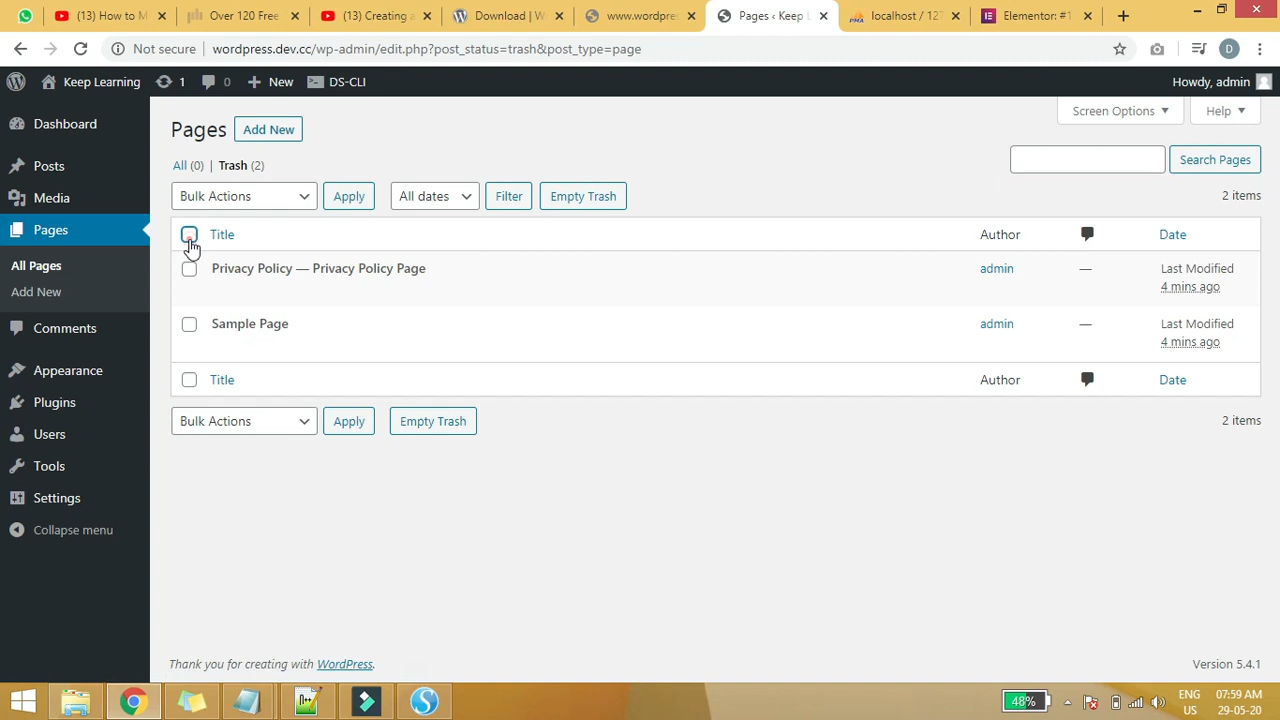 (13) How to M
Over 120 Free
(13) Creating a
Download | W
www.wordpres
Pages ‹ Keep L
localhost / 127
Elementor: #1
Not secure
wordpress.dev.cc/wp-admin/edit.php?post_status=trash&post_type=page
D
Keep Learning
1
0
New
DS-CLI
Howdy, admin
Dashboard
Posts
Media
Pages
All Pages
Add New
Comments
Appearance
Plugins
Users
Tools
Settings
Collapse menu
Screen Options
Help
Pages
Add New
All (0) | Trash (2)
Search Pages
Bulk Actions
Apply
All dates
Filter
Empty Trash
2 items
Title
Author
Date
Privacy Policy — Privacy Policy Page
admin
—
Last Modified
4 mins ago
Sample Page
admin
—
Last Modified
4 mins ago
Title
Author
Date
Bulk Actions
Apply
Empty Trash
2 items
Thank you for creating with WordPress.
Version 5.4.1
48%
ENG
US
07:59 AM
29-05-20